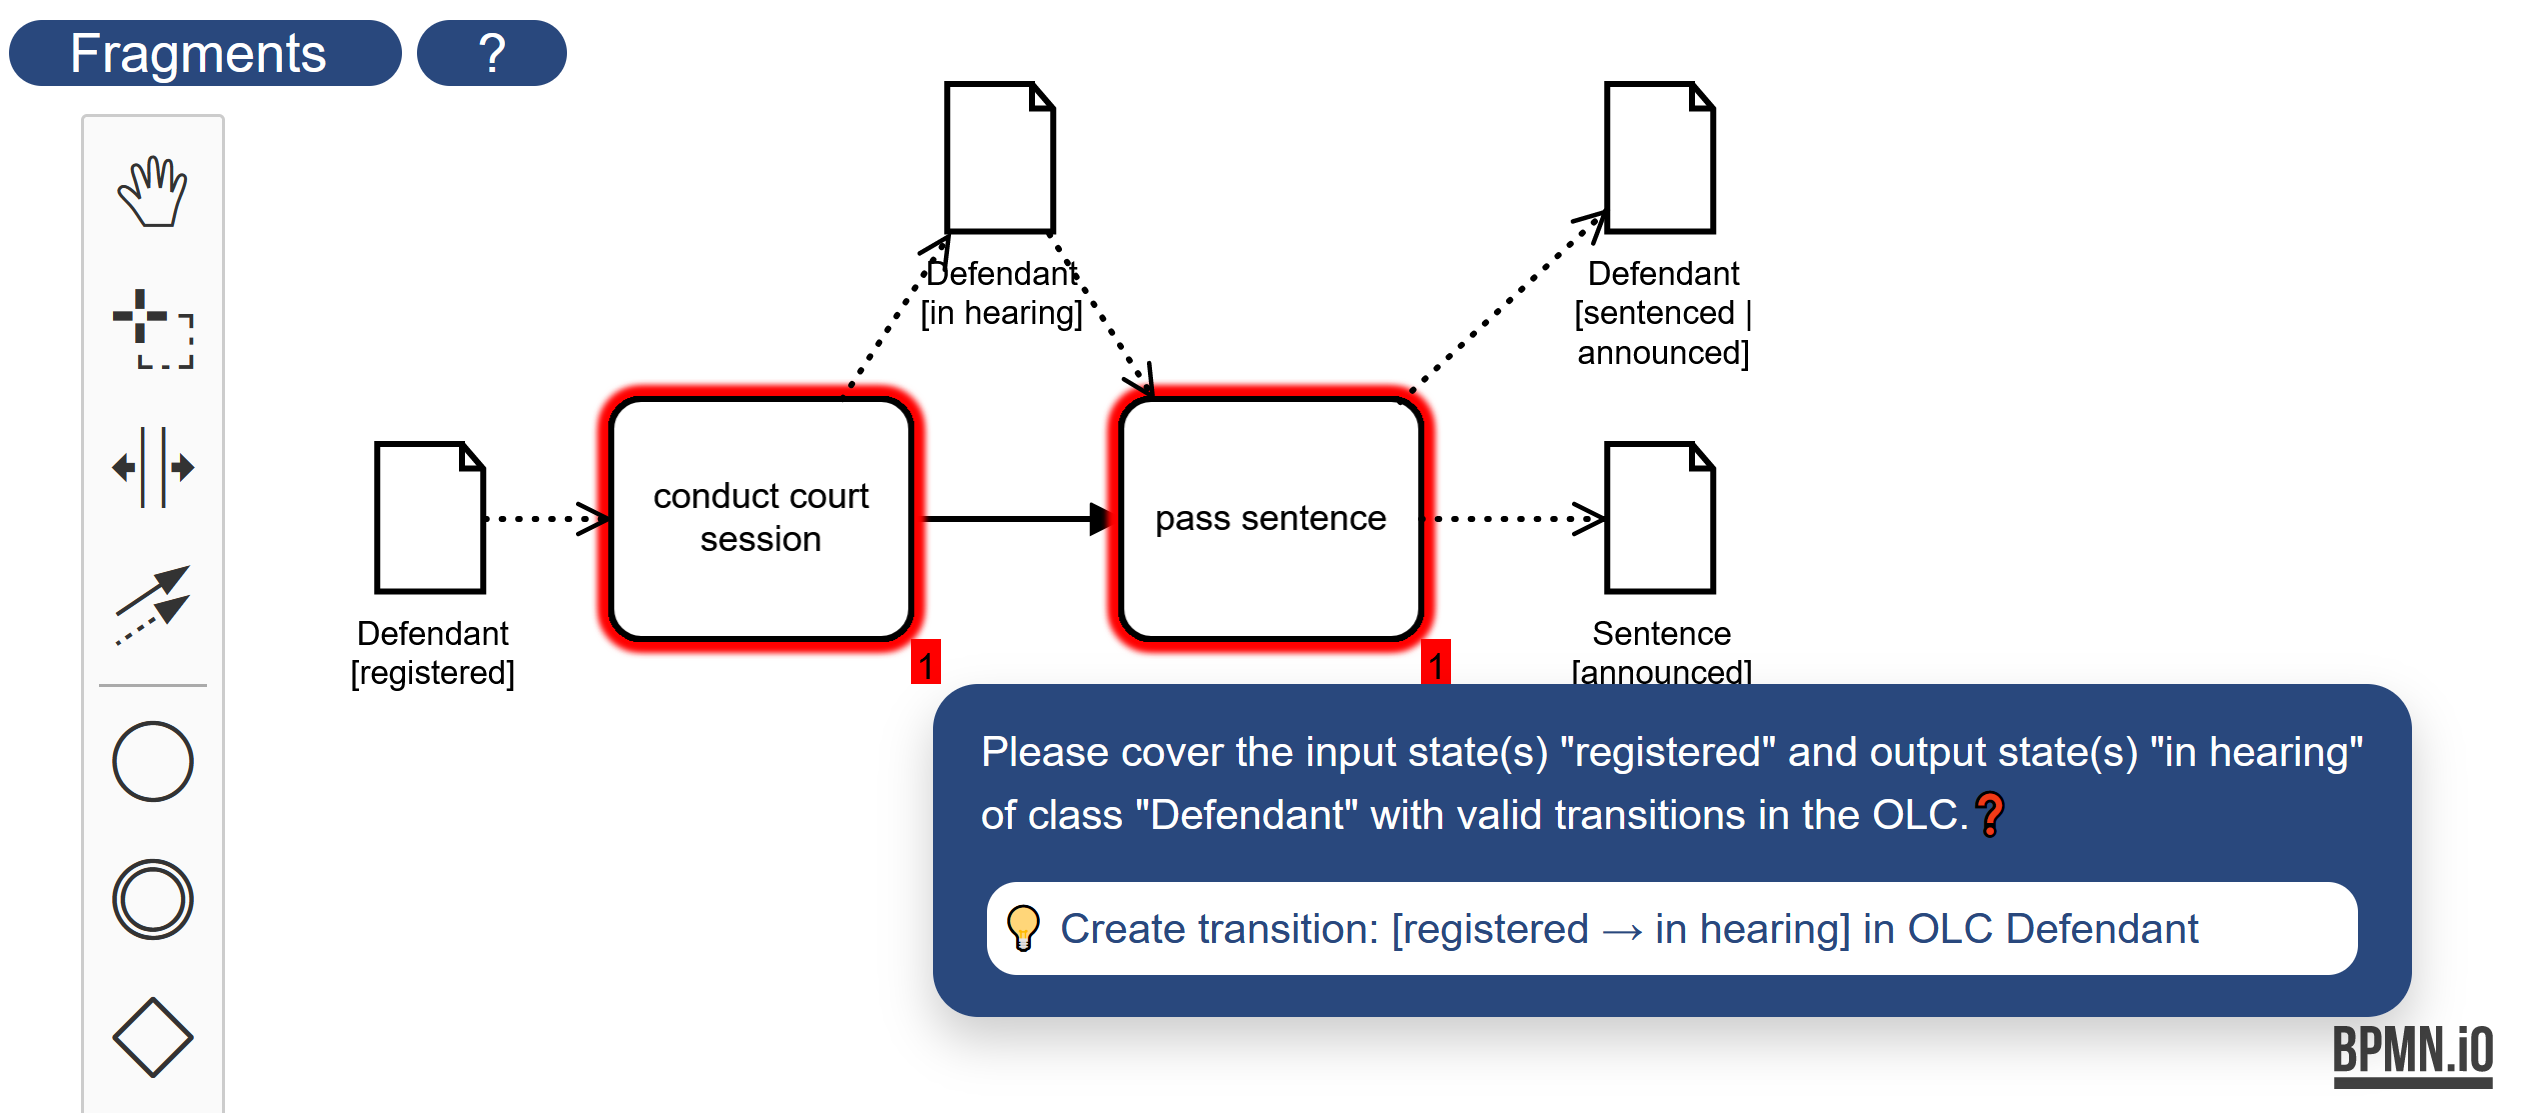 Fragments
?
Defendant
[in hearing]
Defendant
[sentenced |
announced]
conduct court
session
pass sentence
Defendant
[registered]
1
1
Sentence
[announced]
Please cover the input state(s) "registered" and output state(s) "in hearing"
of class "Defendant" with valid transitions in the OLC.❓
Create transition: [registered → in hearing] in OLC Defendant
BPMN.iO